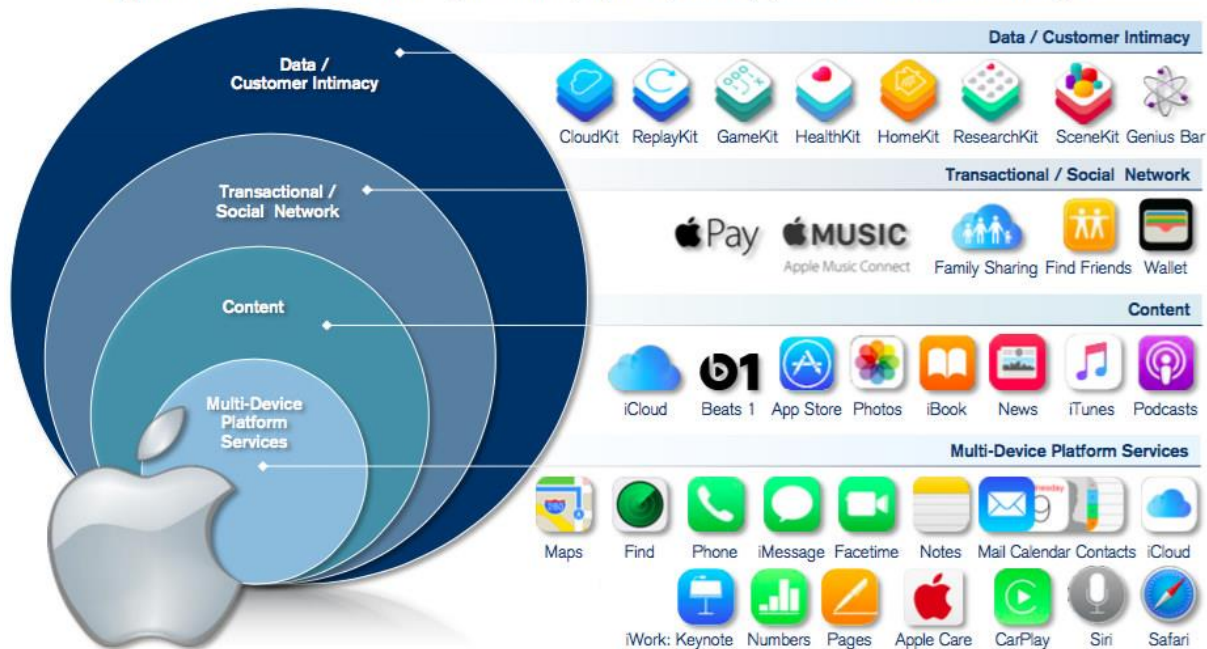 Data /
Customer Intimacy
Transactional /
Social Network
Content
Multi-Device
Platform
Services
Data / Customer Intimacy
CloudKit ReplayKit GameKit HealthKit HomeKit ResearchKit SceneKit Genius Bar
Transactional / Social Network
Pay MUSIC
Apple Music Connect Family Sharing Find Friends Wallet
Content
iCloud Beats 1 App Store Photos iBook News iTunes Podcasts
Multi-Device Platform Services
280
9
Maps Find Phone iMessage Facetime Notes Mail Calendar Contacts iCloud
iWork: Keynote Numbers Pages Apple Care CarPlay Siri Safari